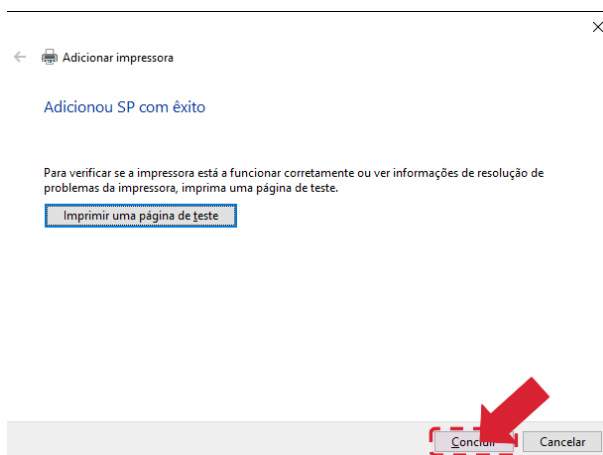 Adicionar impressora
Adicionou SP com êxito
Para verificar se a impressora está a funcionar corretamente ou ver informações de resolução de
problemas da impressora, imprima uma página de teste.
Imprimir uma página de teste
Concluir Cancelar